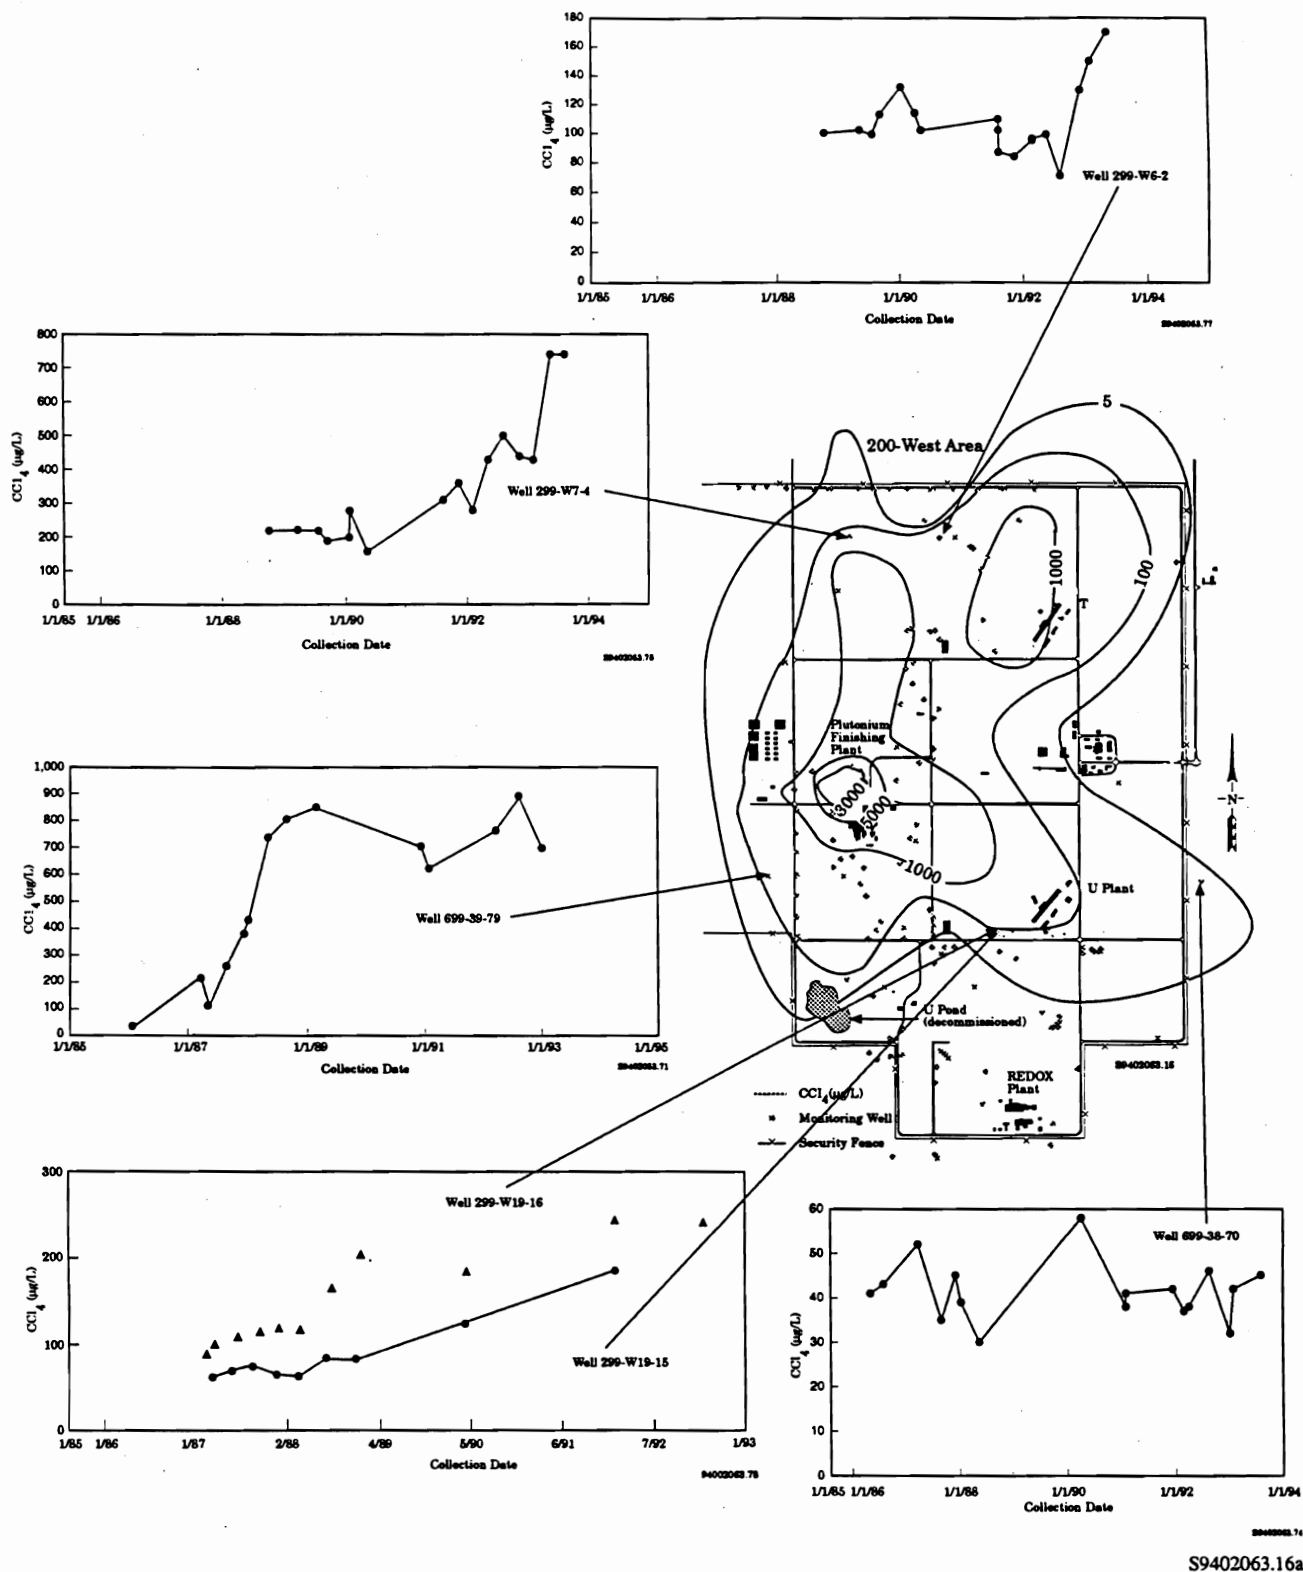 180
160
140
120
100
80
60
40
20
0
CCl4 (μg/L)
Well 299-W6-2
1/1/85 1/1/86 1/1/88 1/1/90 1/1/92 1/1/94
Collection Date
S9402063.77
800
700
600
500
400
300
200
100
0
CCl4 (μg/L)
Well 299-W7-4
1/1/85 1/1/86 1/1/88 1/1/90 1/1/92 1/1/94
Collection Date
1,000
900
800
700
600
500
400
300
200
100
0
CCl4 (μg/L)
Well 699-39-79
1/1/85 1/1/87 1/1/89 1/1/91 1/1/93 1/1/95
Collection Date
S9402063.71
5
200-West Area
1000
100
T
Plutonium
Finishing
Plant
3000
5000
1000
U Plant
-N-
U Pond
(decommissioned)
S9402063.15
REDOX
Plant
T
CCl4 (μg/L)
Monitoring Well
Security Fence
300
200
100
0
CCl4 (μg/L)
Well 299-W19-16
Well 299-W19-15
1/85 1/86 1/87 2/88 4/89 5/90 6/91 7/92 1/93
Collection Date
60
50
40
30
20
10
0
CCl4 (μg/L)
Well 699-38-70
1/1/85 1/1/86 1/1/88 1/1/90 1/1/92 1/1/94
Collection Date
S9402063.16a